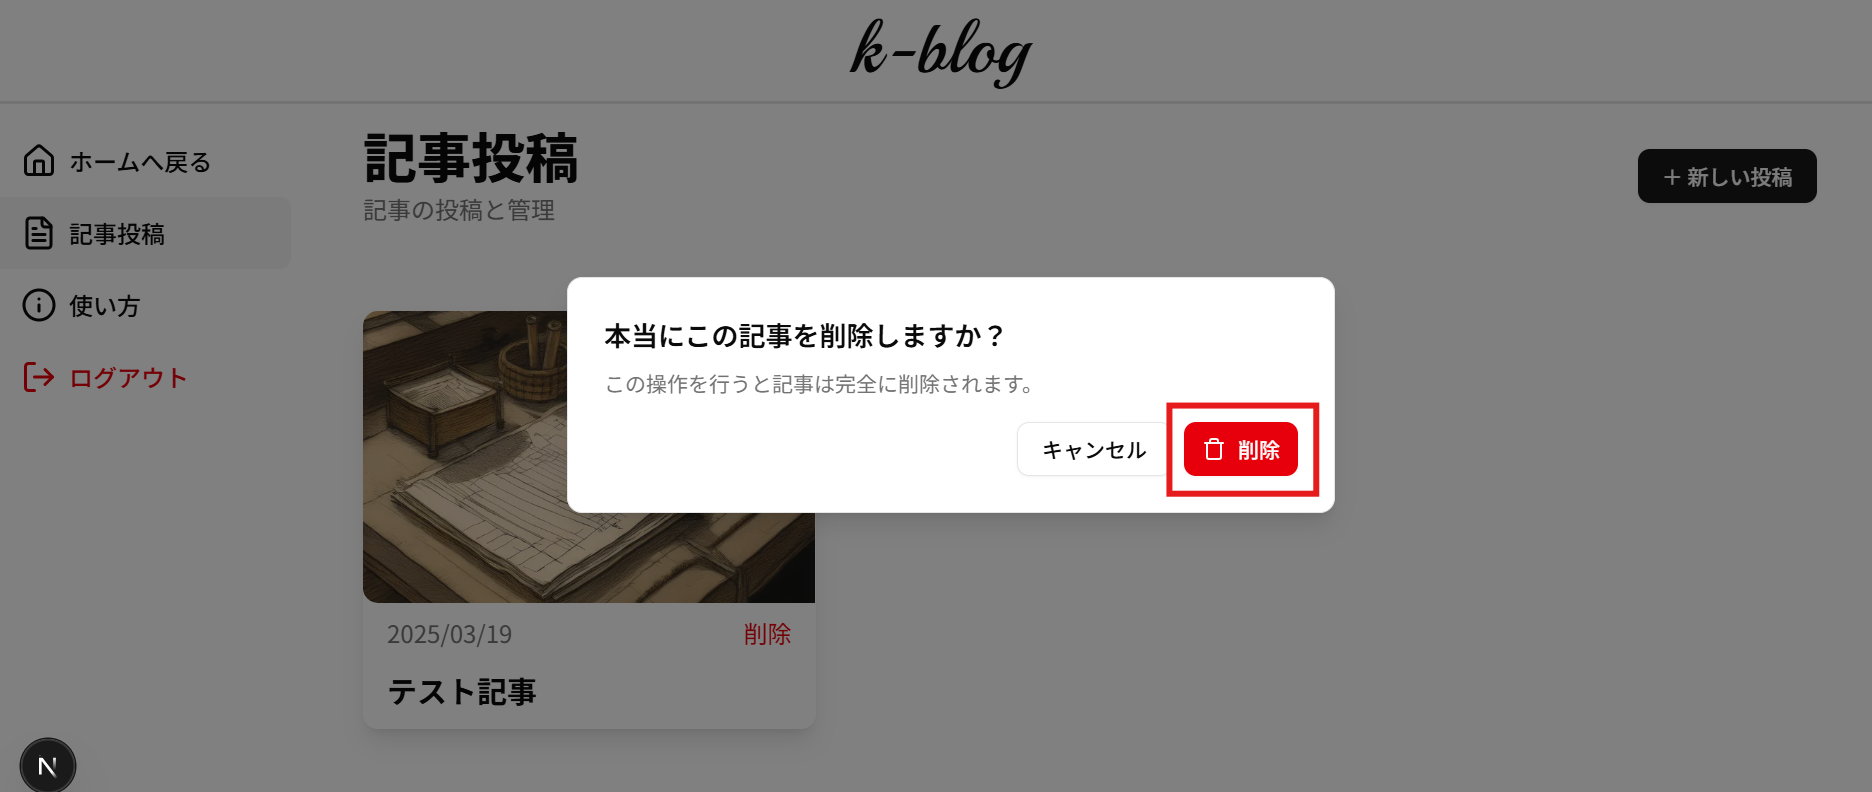 k-blog
ホームへ戻る
記事投稿
使い方
ログアウト
記事投稿
記事の投稿と管理
+ 新しい投稿
本当にこの記事を削除しますか？
この操作を行うと記事は完全に削除されます。
キャンセル
削除
2025/03/19
削除
テスト記事
N